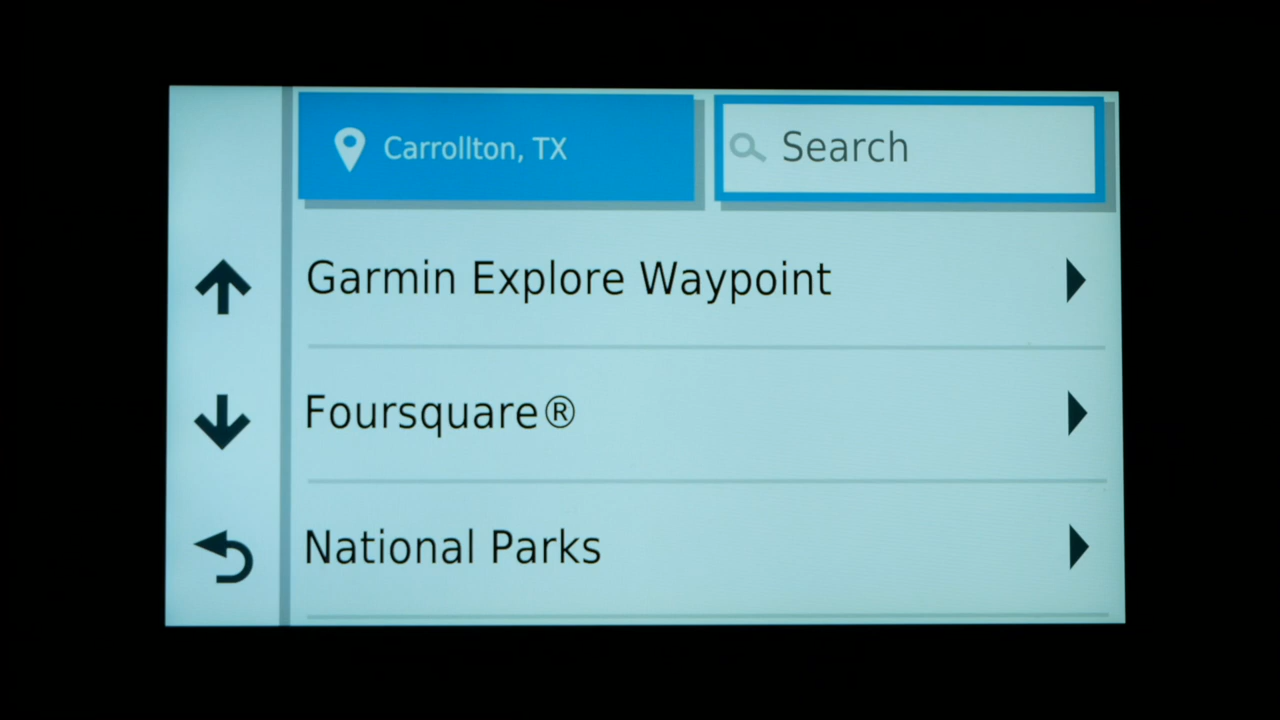 Carrollton, TX
Search
Garmin Explore Waypoint
Foursquare®
National Parks